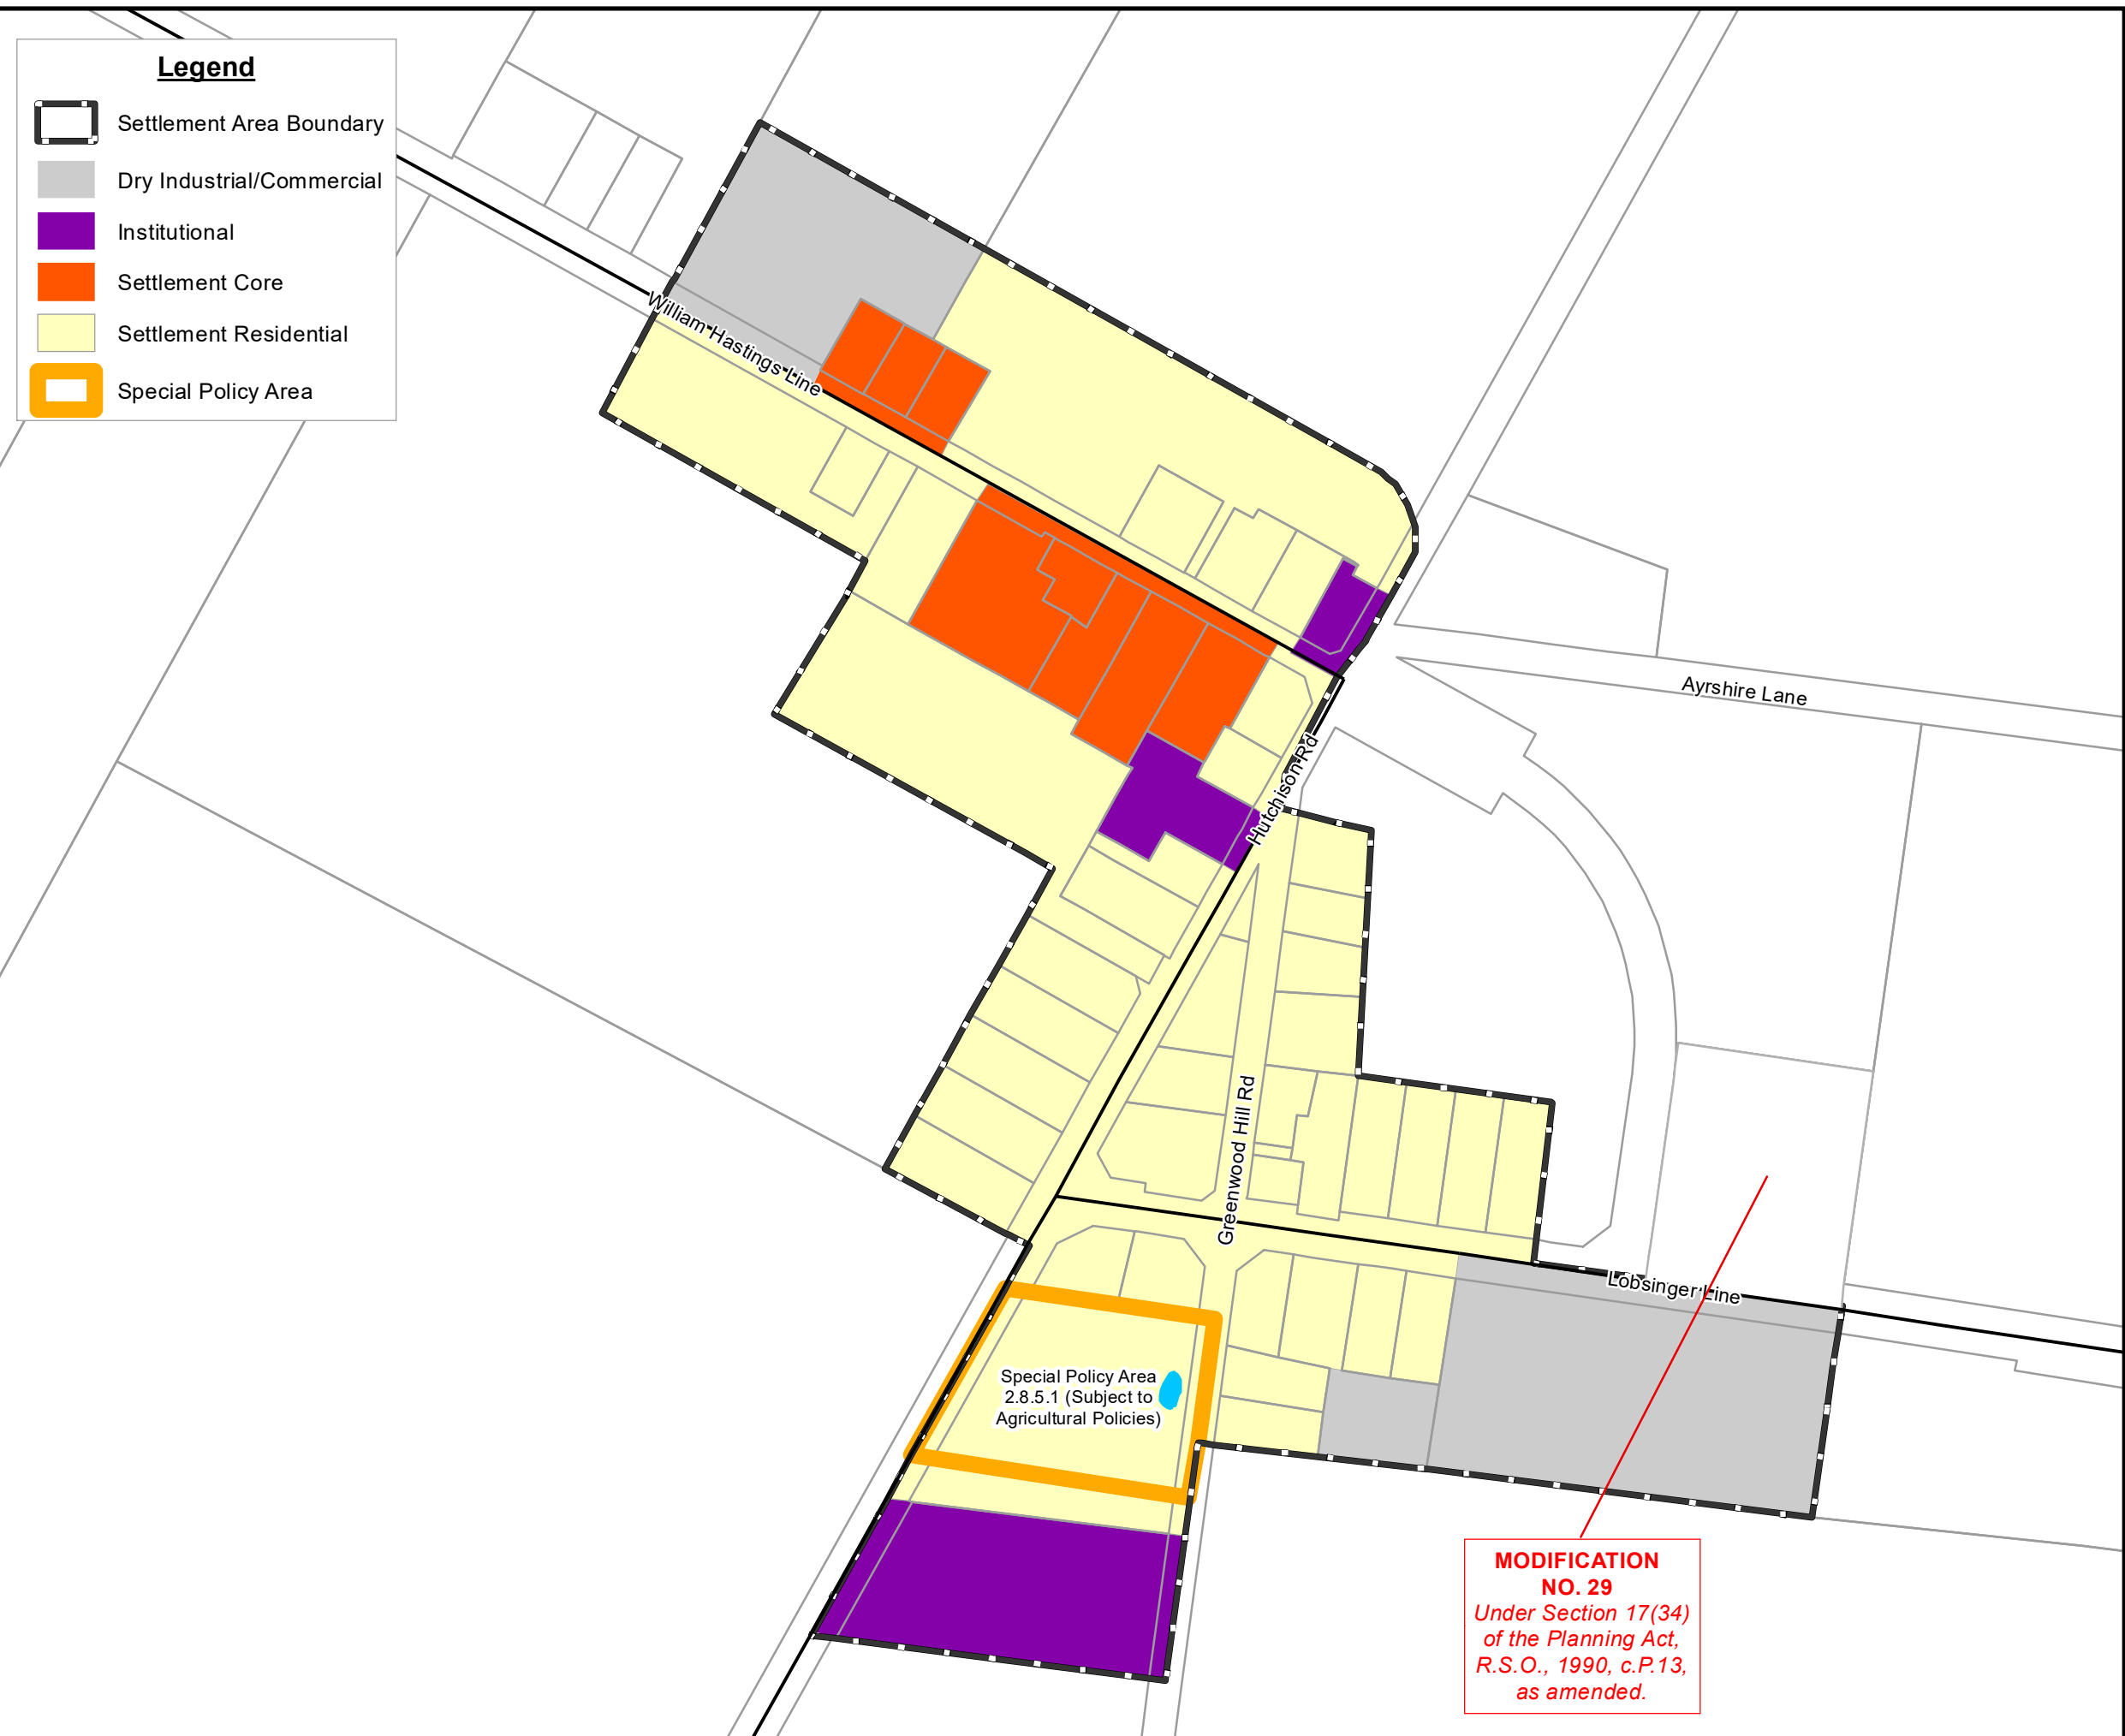 Legend
Settlement Area Boundary
Dry Industrial/Commercial
Institutional
Settlement Core
Settlement Residential
Special Policy Area
William Hastings Line
Ayrshire Lane
Hutchison Rd
Greenwood Hill Rd
Lobsinger Line
Special Policy Area
2.8.5.1 (Subject to
Agricultural Policies)
MODIFICATION
NO. 29
Under Section 17(34)
of the Planning Act,
R.S.O., 1990, c.P.13,
as amended.